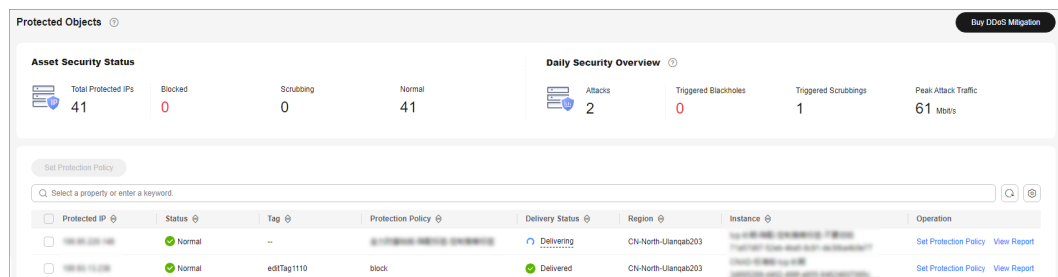 Protected Objects
Buy DDoS Mitigation
Asset Security Status
Daily Security Overview
Total Protected IPs
Blocked
Scrubbing
Normal
Attacks
Triggered Blackholes
Triggered Scrubbings
Peak Attack Traffic
IP
41
0
0
41
2
0
1
61 Mbit/s
Set Protection Policy
Select a property or enter a keyword.
Protected IP Status Tag Protection Policy Delivery Status Region Instance Operation
Normal -- Delivering CN-North-Ulanqab203 Set Protection Policy View Report
Normal editTag1110 block Delivered CN-North-Ulanqab203 Set Protection Policy View Report